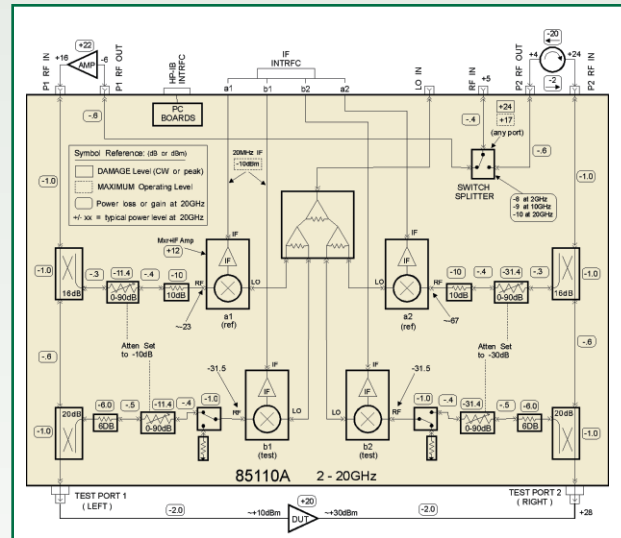 +22
-20
+16
AMP
-6
+4
+24
-2
P1 RF IN
P1 RF OUT
HP-IB
INTRFC
IF
INTRFC
a1
b1
b2
a2
LO IN
RF IN
+5
P2 RF OUT
P2 RF IN
PC
BOARDS
-.6
-.4
+24
+17
(any port)
-.6
Symbol Reference: (dB or dBm)
DAMAGE Level (CW or peak)
MAXIMUM Operating Level
Power loss or gain at 20GHz
+/- xx = typical power level at 20GHz
20MHz IF
-10dBm
SWITCH
SPLITTER
-8 at 2GHz
-9 at 10GHz
-10 at 20GHz
-1.0
-1.0
Mxr+IF Amp
+12
IF
IF
IF
IF
-1.0
16dB
-.3
-11.4
0-90dB
-.4
-10
10dB
RF
LO
a1
(ref)
~-23
LO
RF
a2
(ref)
~-67
-10
10dB
-.4
-31.4
0-90dB
-.3
16dB
-1.0
-.6
Atten Set
to -10dB
Atten Set
to -30dB
-.6
-31.5
IF
IF
-31.5
IF
IF
20dB
-1.0
-6.0
6DB
-.5
-11.4
0-90dB
-.4
-1.0
RF
LO
b1
(test)
LO
RF
b2
(test)
-1.0
-.4
-31.4
0-90dB
-.5
-6.0
6DB
20dB
-1.0
85110A 2 - 20GHz
TEST PORT 1
(LEFT)
TEST PORT 2
(RIGHT)
-2.0
~+10dBm
+20
DUT
~+30dBm
-2.0
+28